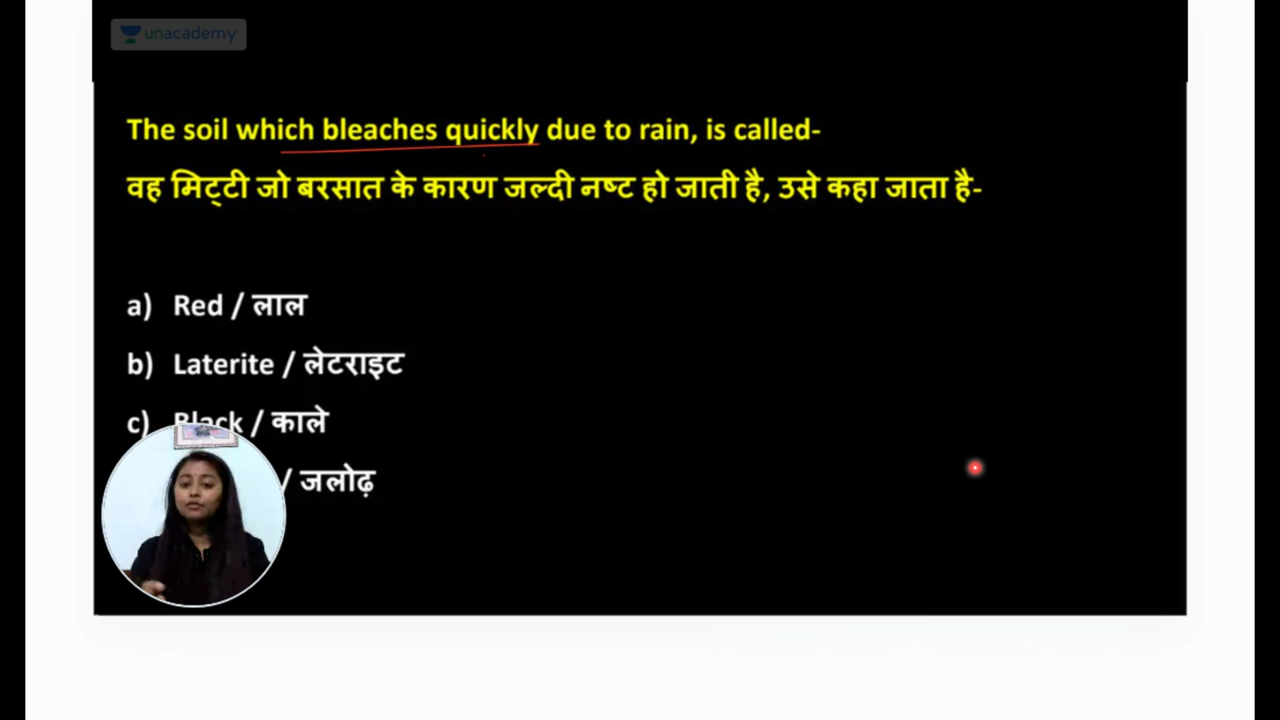 unacademy
The soil which bleaches quickly due to rain, is called-
वह मिट्टी जो बरसात के कारण जल्दी नष्ट हो जाती है, उसे कहा जाता है-
a) Red / लाल
b) Laterite / लेटराइट
c) Black / काले
/ जलोढ़